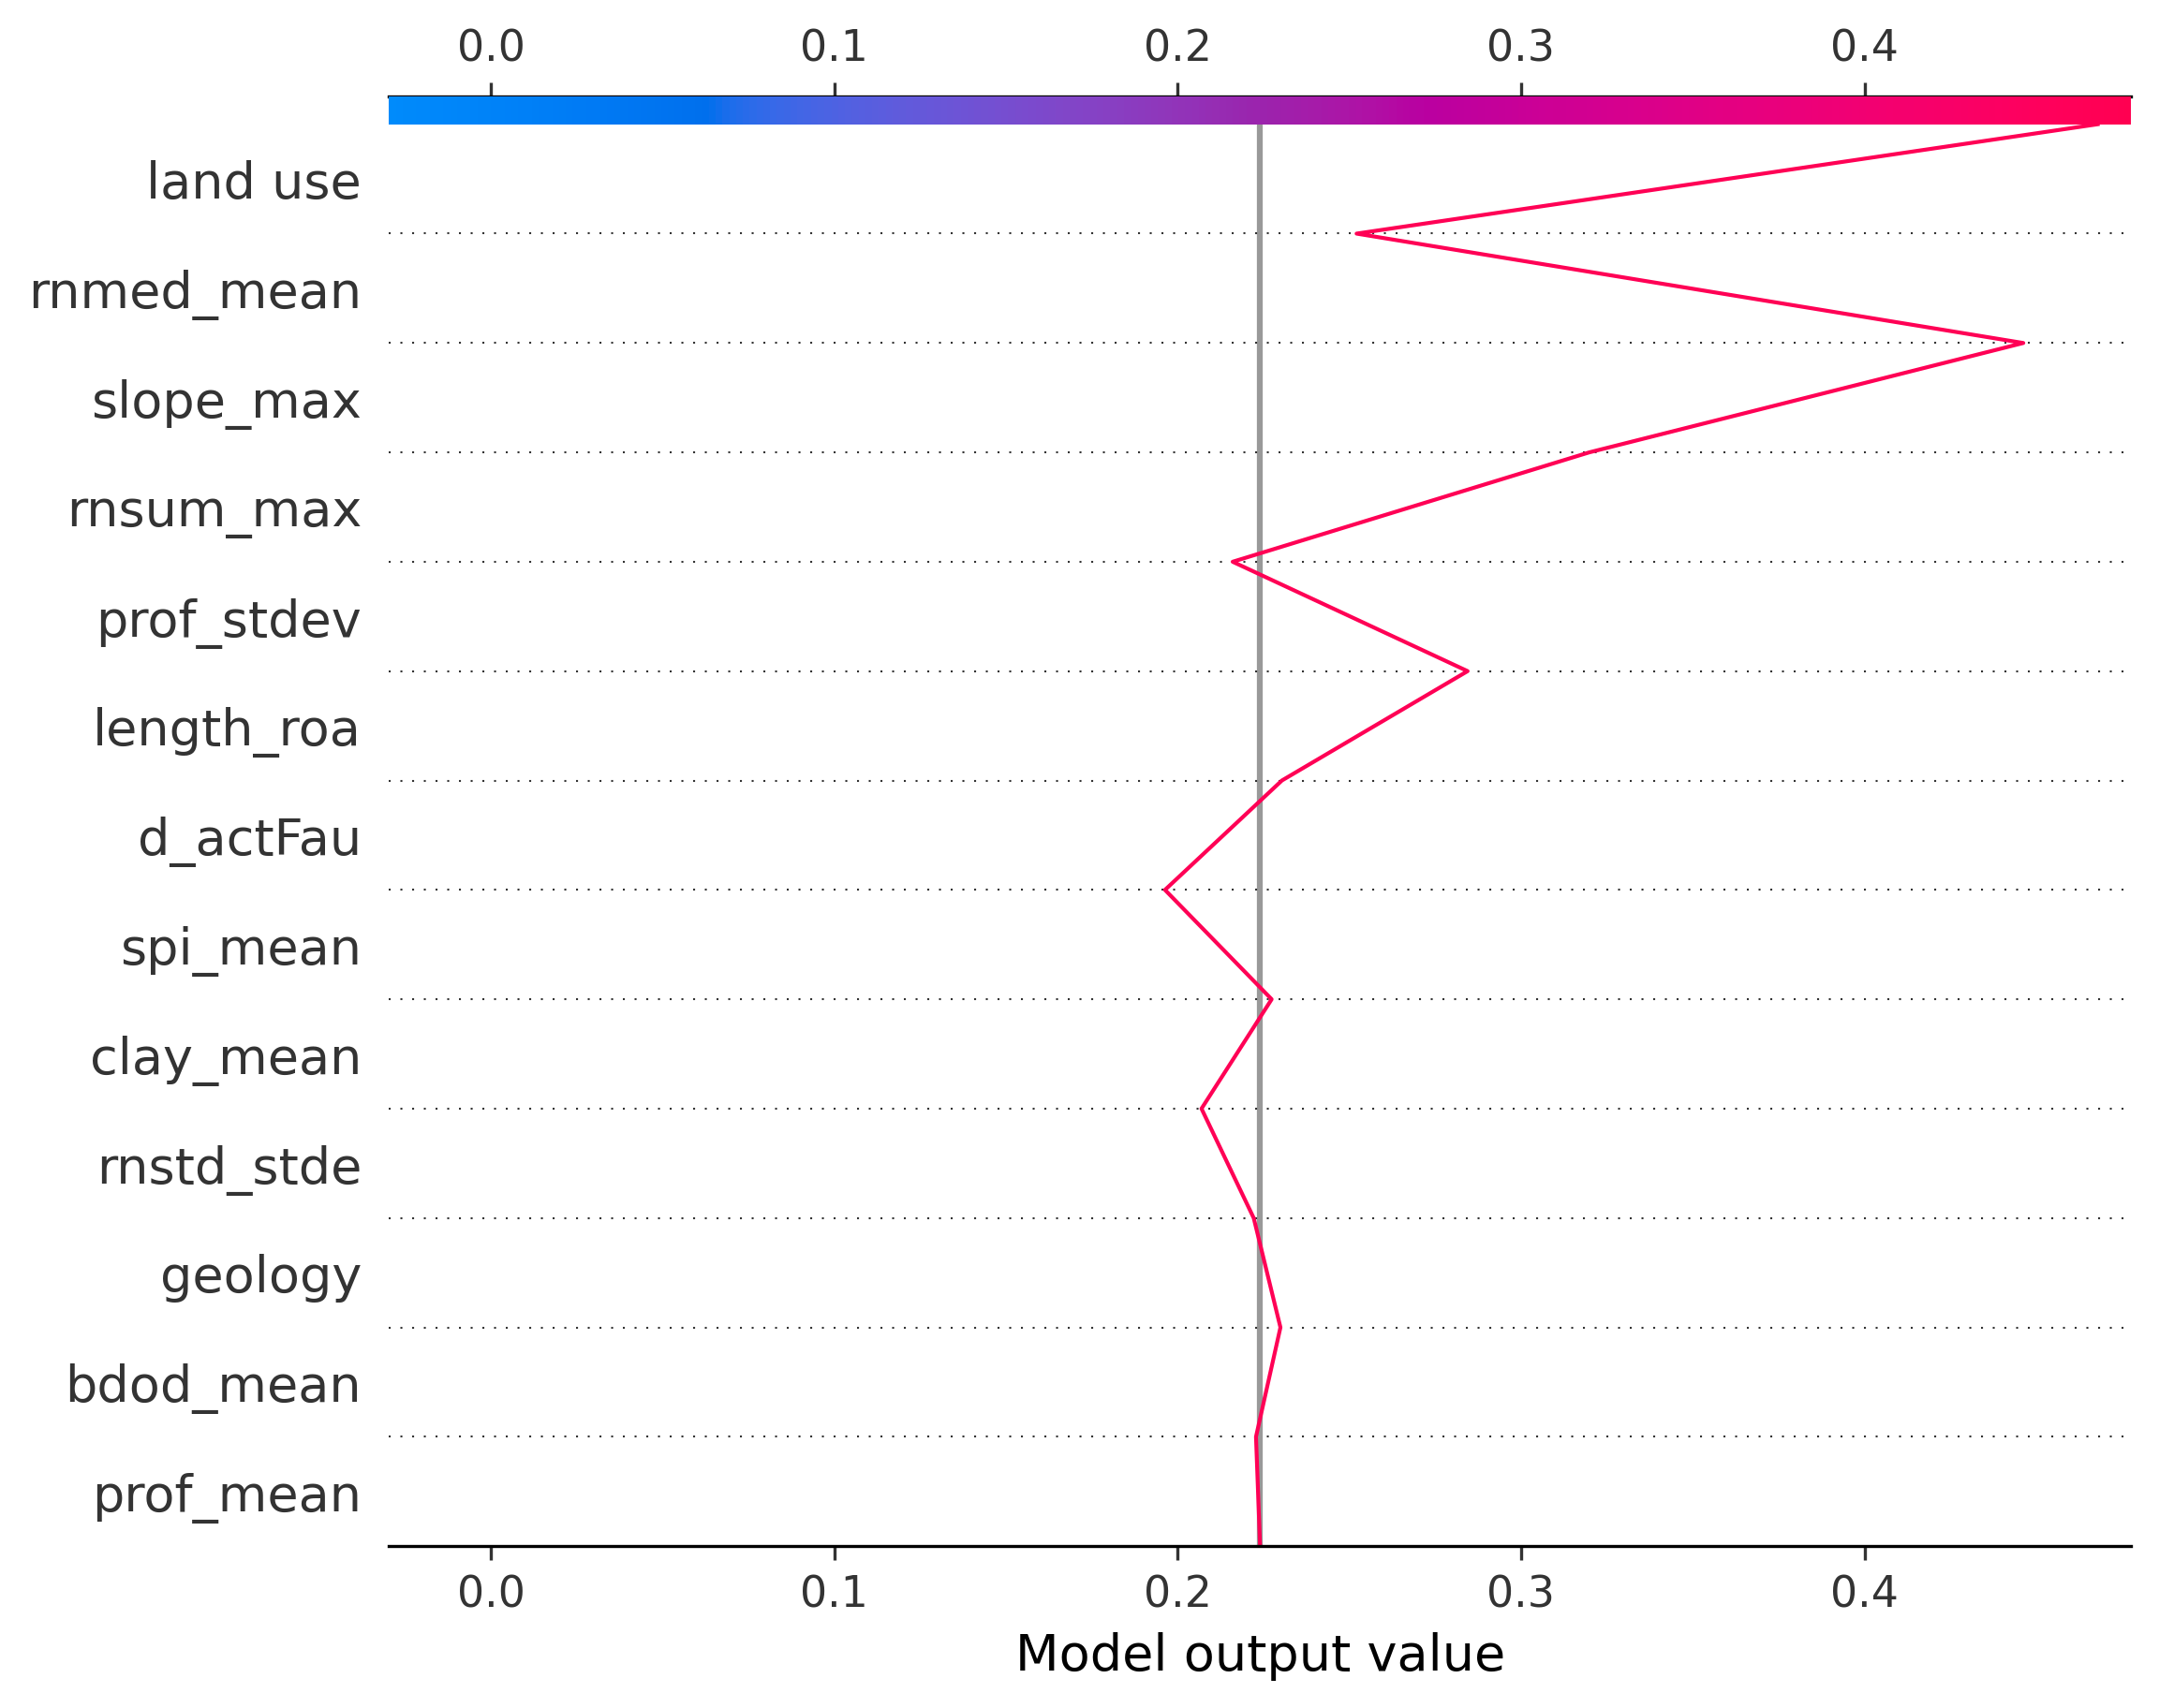 0.0 0.1 0.2 0.3 0.4
land use
rnmed_mean
slope_max
rnsum_max
prof_stdev
length_roa
d_actFau
spi_mean
clay_mean
rnstd_stde
geology
bdod_mean
prof_mean
0.0 0.1 0.2 0.3 0.4
Model output value